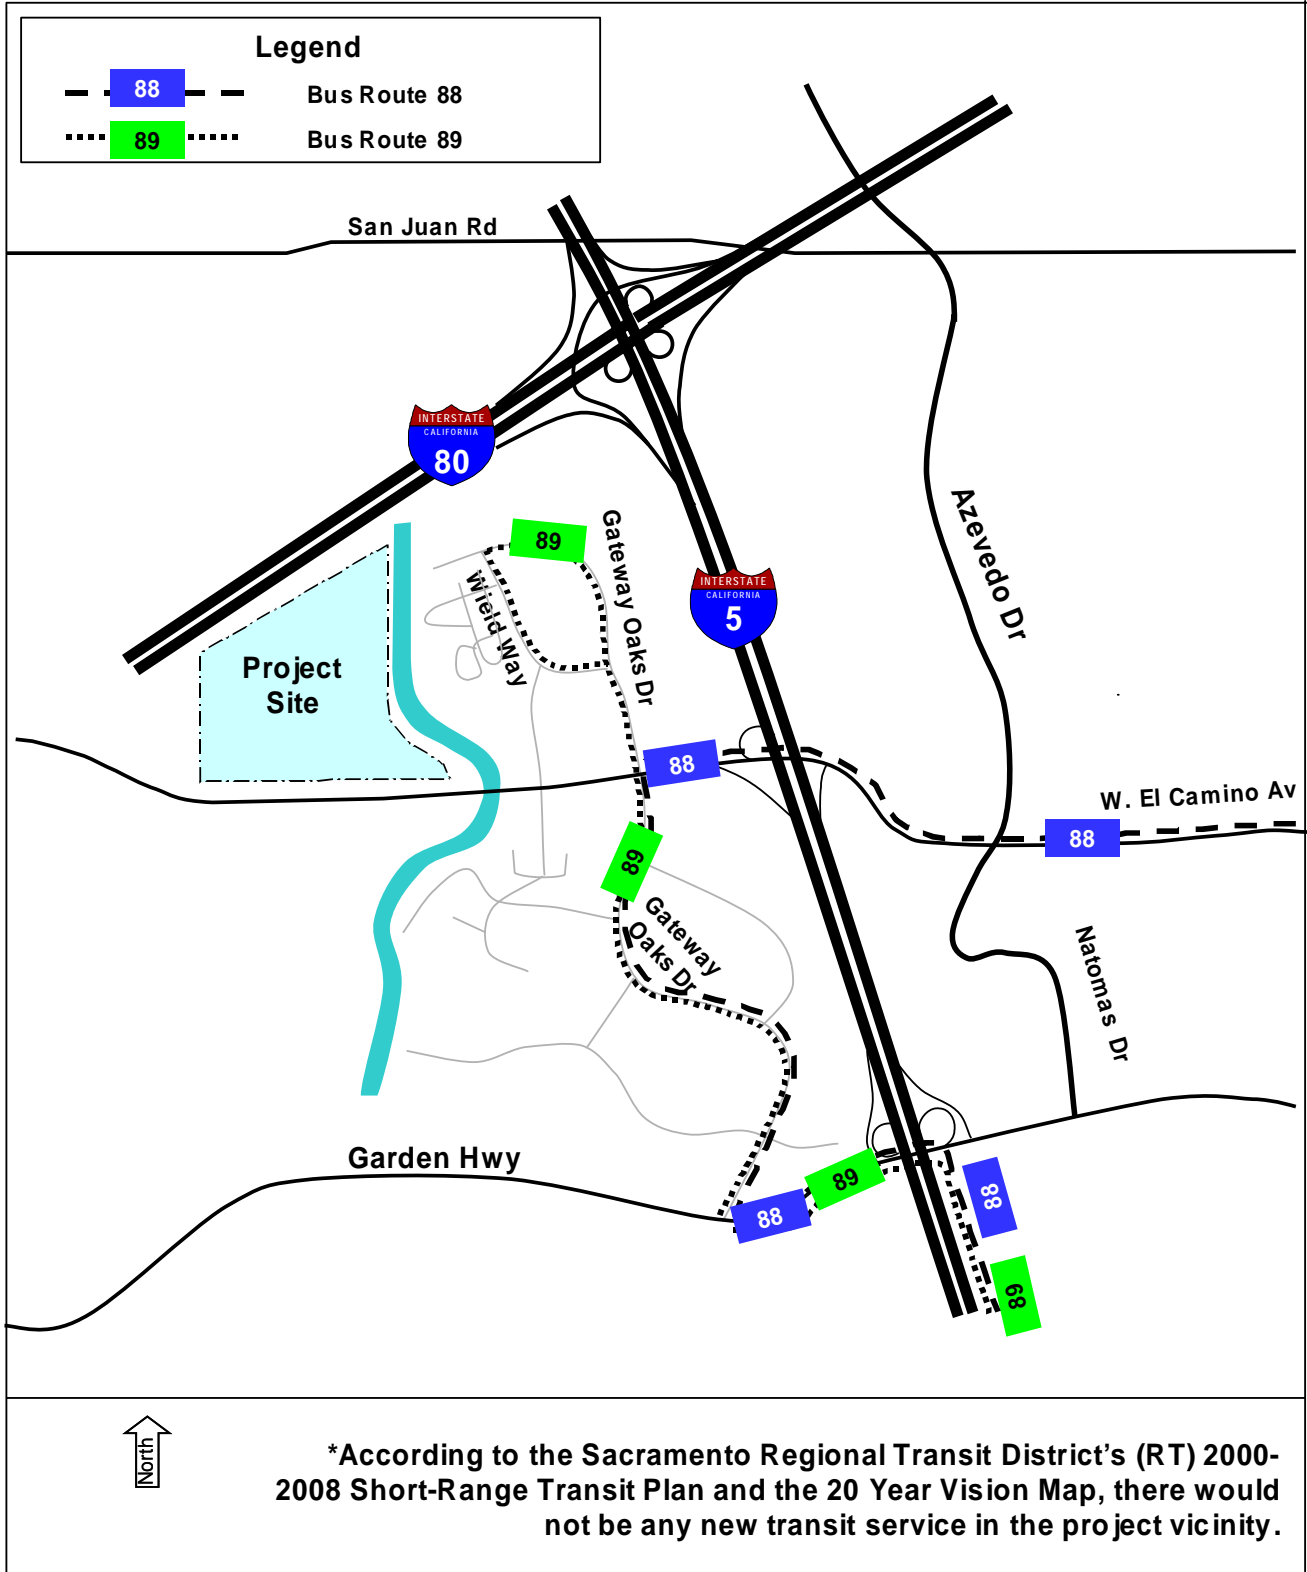 Legend
88 Bus Route 88
89 Bus Route 89
San Juan Rd
INTERSTATE
CALIFORNIA
80
89
Gateway Oaks Dr
Wield Way
Azevedo Dr
INTERSTATE
CALIFORNIA
5
Project
Site
88
W. El Camino Av
88
89
Gateway
Oaks Dr
Natomas Dr
Garden Hwy
89
88
88
89
North
*According to the Sacramento Regional Transit District's (RT) 2000-
2008 Short-Range Transit Plan and the 20 Year Vision Map, there would
not be any new transit service in the project vicinity.